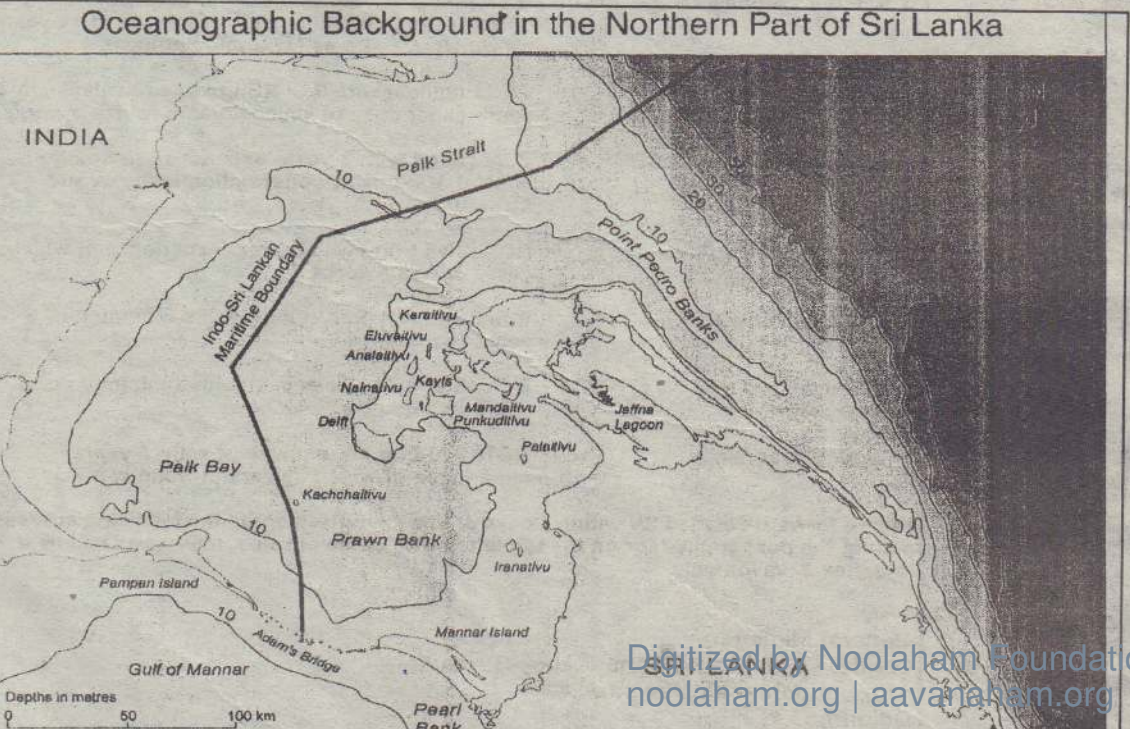 Oceanographic Background in the Northern Part of Sri Lanka
INDIA
Palk Strait
10
30
20
10
Point Pedro Banks
Indo-Sri Lankan
Maritime Boundary
Karaitivu
Eluvaitivu
Analaitivu
Nainativu
Kayts
Mandaitivu
Delft
Punkuditivu
Jaffna
Lagoon
Palaitivu
Palk Bay
Kachchaitivu
10
Prawn Bank
Iranativu
Pampan Island
10
Adam's Bridge
Mannar Island
Gulf of Mannar
SRI LANKA
Depths in metres
0 50 100 km
Pearl
Bank
Digitized by Noolaham Foundatio
noolaham.org | aavanaham.org